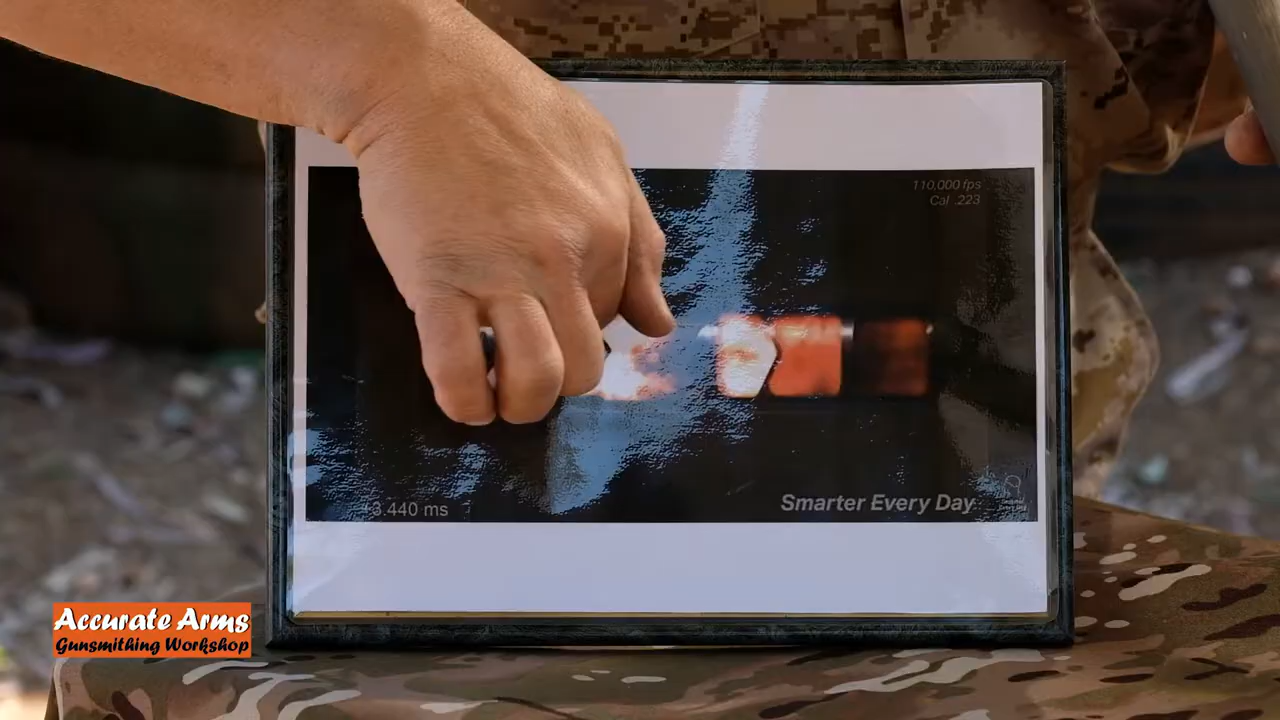 110,000 fps
Cal .223
3.440 ms
Smarter Every Day
Accurate Arms
Gunsmithing Workshop